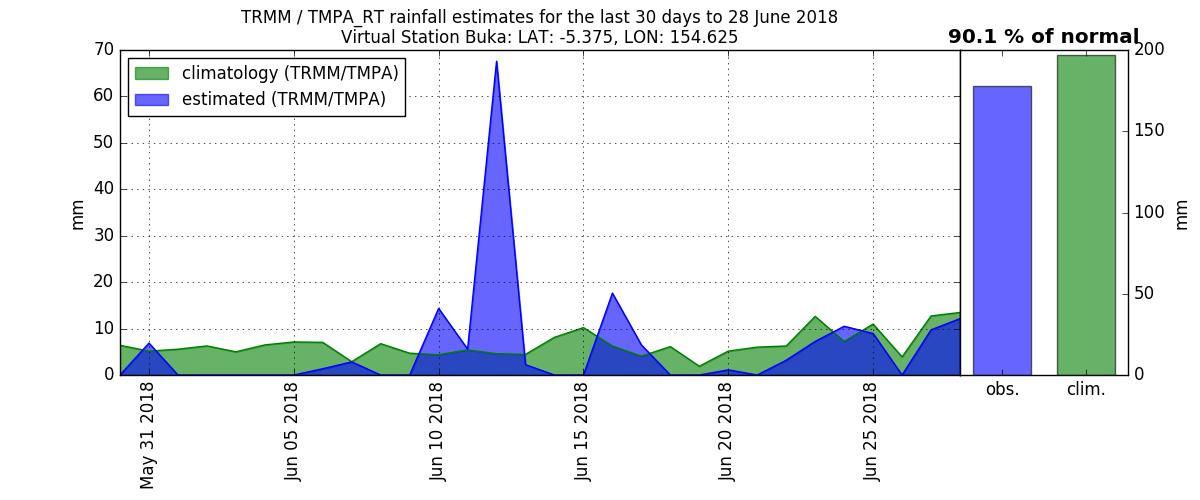 TRMM / TMPA_RT rainfall estimates for the last 30 days to 28 June 2018
Virtual Station Buka: LAT: -5.375, LON: 154.625
90.1 % of normal
climatology (TRMM/TMPA)
estimated (TRMM/TMPA)
mm
70
60
50
40
30
20
10
0
May 31 2018
Jun 05 2018
Jun 10 2018
Jun 15 2018
Jun 20 2018
Jun 25 2018
obs.
clim.
200
150
100
50
0
mm